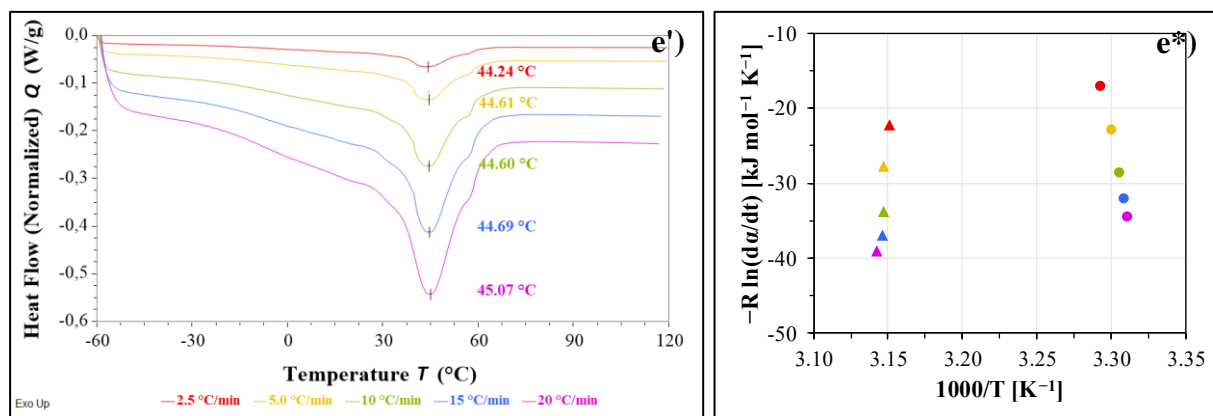 e')
Heat Flow (Normalized) Q (W/g)
0,0
-0,1
-0,2
-0,3
-0,4
-0,5
-0,6
44.24 °C
44.61 °C
44.60 °C
44.69 °C
45.07 °C
-60 -30 0 30 60 90 120
Temperature T (°C)
Exo Up
2.5 °C/min 5.0 °C/min 10 °C/min 15 °C/min 20 °C/min
e*)
−R ln(dα/dt) [kJ mol⁻¹ K⁻¹]
-10
-20
-30
-40
-50
3.10 3.15 3.20 3.25 3.30 3.35
1000/T [K⁻¹]